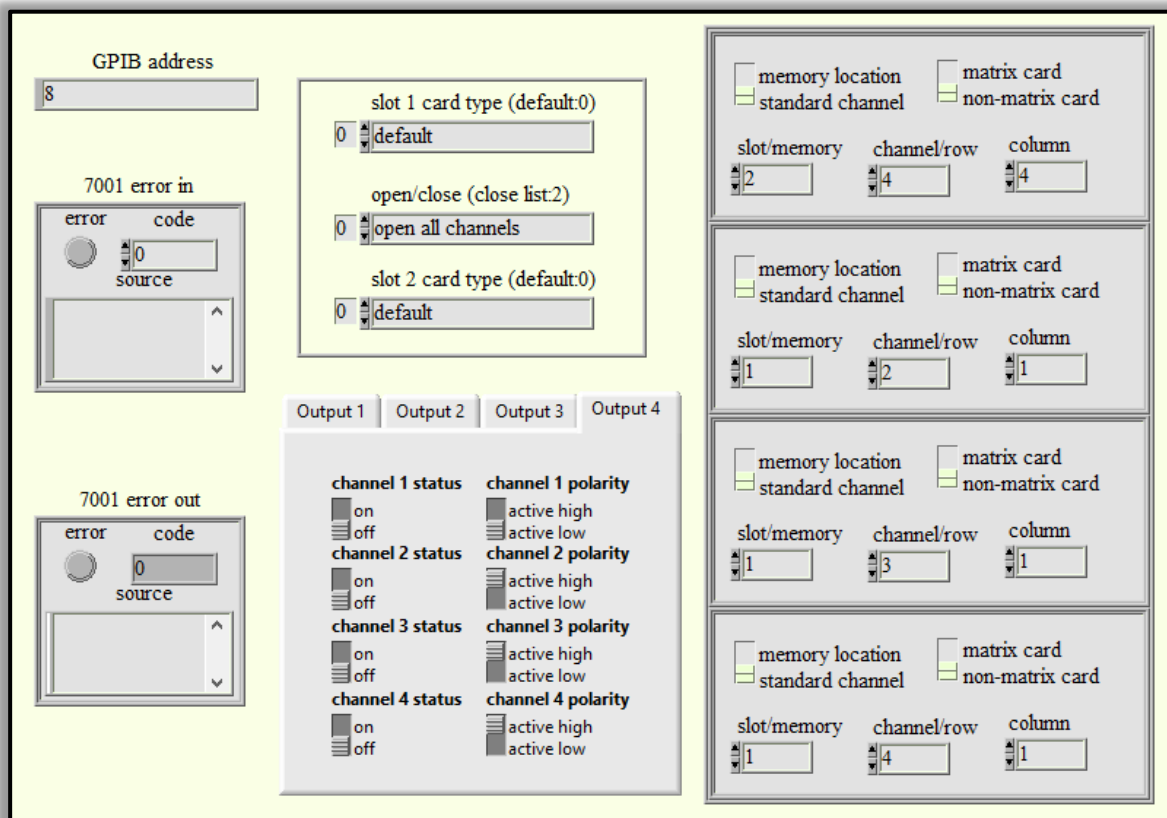 GPIB address
8
7001 error in
error code
0
source
7001 error out
error code
0
source
slot 1 card type (default:0)
0 default
open/close (close list:2)
0 open all channels
slot 2 card type (default:0)
0 default
Output 1 Output 2 Output 3 Output 4
channel 1 status channel 1 polarity
on active high
off active low
channel 2 status channel 2 polarity
on active high
off active low
channel 3 status channel 3 polarity
on active high
off active low
channel 4 status channel 4 polarity
on active high
off active low
memory location matrix card
standard channel non-matrix card
slot/memory channel/row column
2 4 4
memory location matrix card
standard channel non-matrix card
slot/memory channel/row column
1 2 1
memory location matrix card
standard channel non-matrix card
slot/memory channel/row column
1 3 1
memory location matrix card
standard channel non-matrix card
slot/memory channel/row column
1 4 1